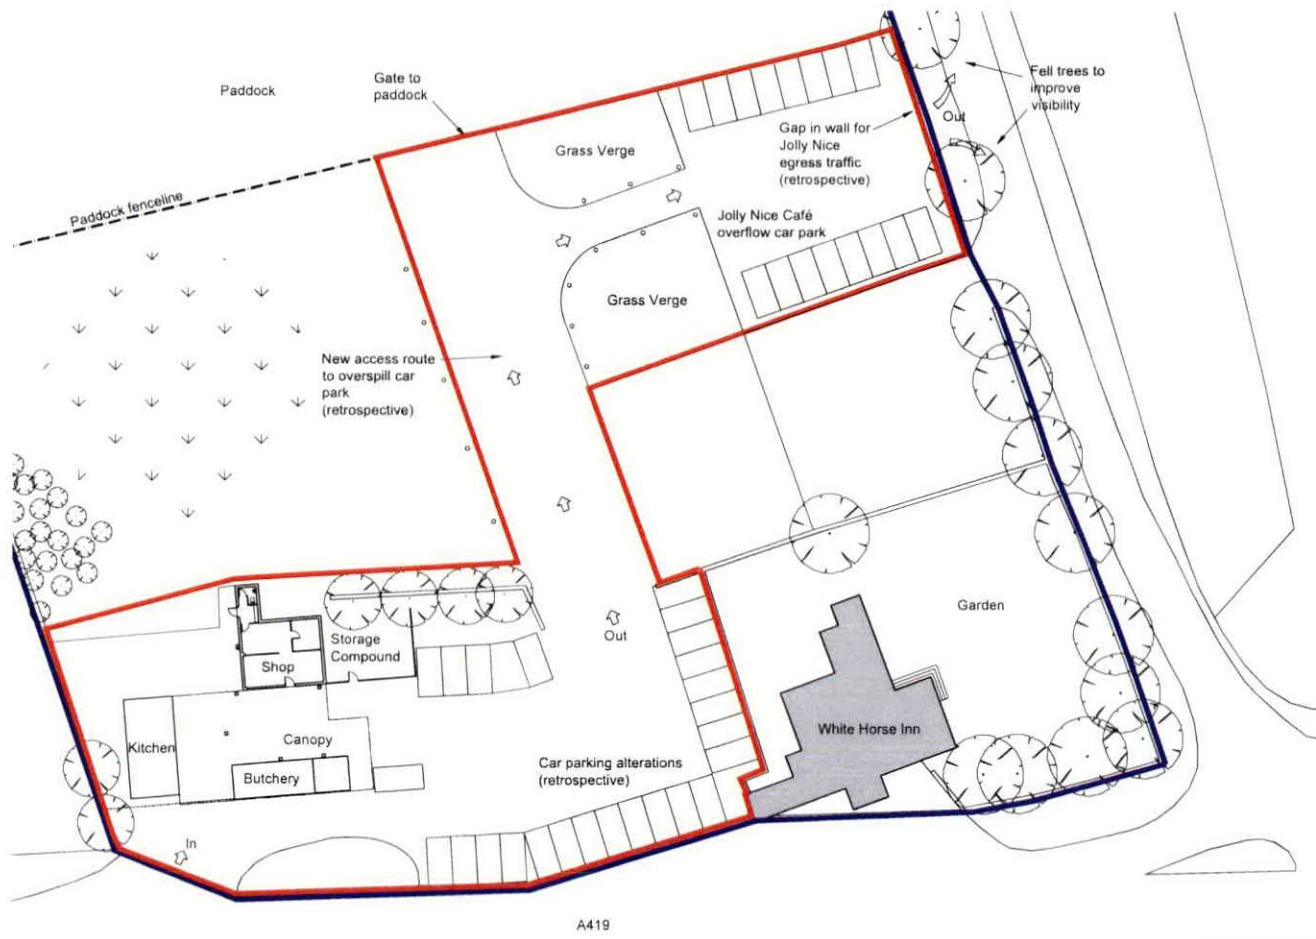 Paddock
Gate to
paddock
Fell trees to
improve
visibility
Out
Gap in wall for
Jolly Nice
egress traffic
(retrospective)
Grass Verge
Paddock fenceline
Jolly Nice Café
overflow car park
Grass Verge
New access route
to overspill car
park
(retrospective)
Garden
Out
Storage
Compound
Shop
White Horse Inn
Kitchen
Canopy
Butchery
Car parking alterations
(retrospective)
In
A419